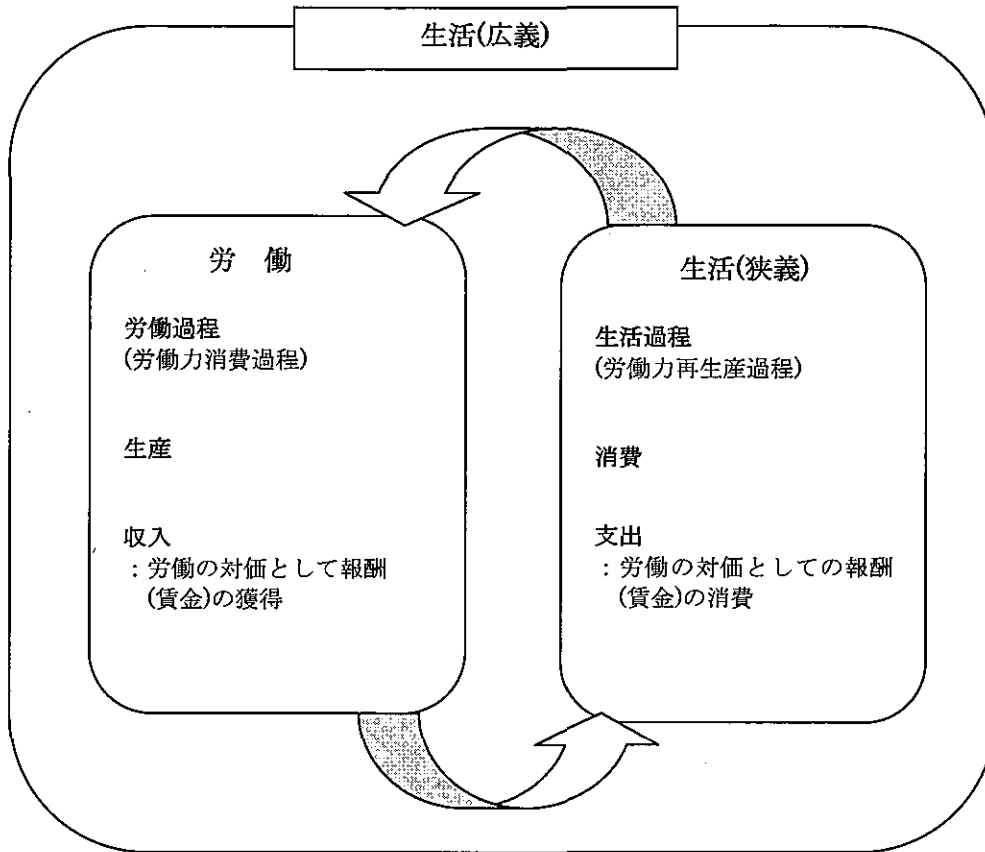 生活(広義)
労　働
労働過程
(労働力消費過程)
生産
収入
：労働の対価として報酬
(賃金)の獲得
生活(狭義)
生活過程
(労働力再生産過程)
消費
支出
：労働の対価としての報酬
(賃金)の消費